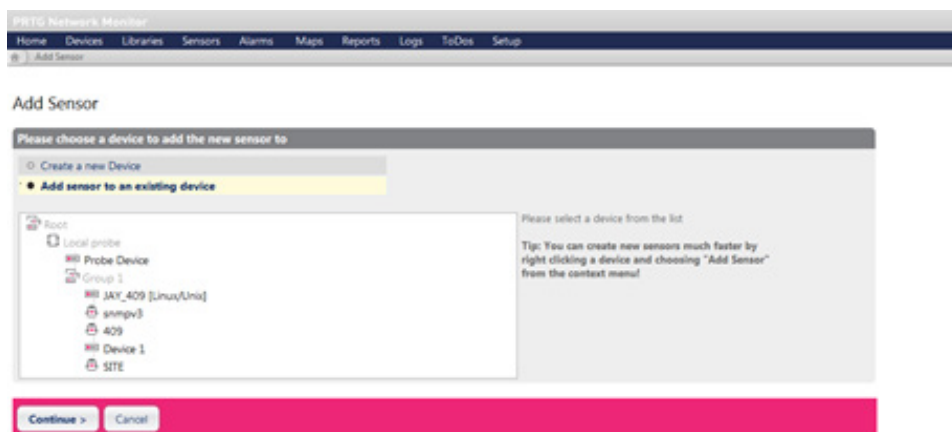 PRTG Network Monitor
Home Devices Libraries Sensors Alarms Maps Reports Logs ToDos Setup
Add Sensor
Add Sensor
Please choose a device to add the new sensor to
Create a new Device
Add sensor to an existing device
Root
Local probe
Probe Device
Group 1
JAY_409 [Linux/Unix]
snmpv3
409
Device 1
SITE
Please select a device from the list
Tip: You can create new sensors much faster by
right clicking a device and choosing "Add Sensor"
from the context menu!
Continue > Cancel